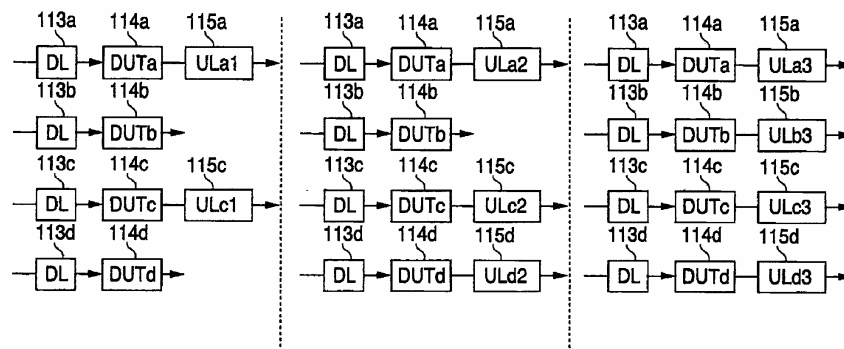 113a 114a 115a 113a 114a 115a 113a 114a 115a
DL DUTa ULa1 DL DUTa ULa2 DL DUTa ULa3
113b 114b 113b 114b 113b 114b 115b
DL DUTb DL DUTb DL DUTb ULb3
113c 114c 115c 113c 114c 115c 113c 114c 115c
DL DUTc ULc1 DL DUTc ULc2 DL DUTc ULc3
113d 114d 113d 114d 115d 113d 114d 115d
DL DUTd DL DUTd ULd2 DL DUTd ULd3